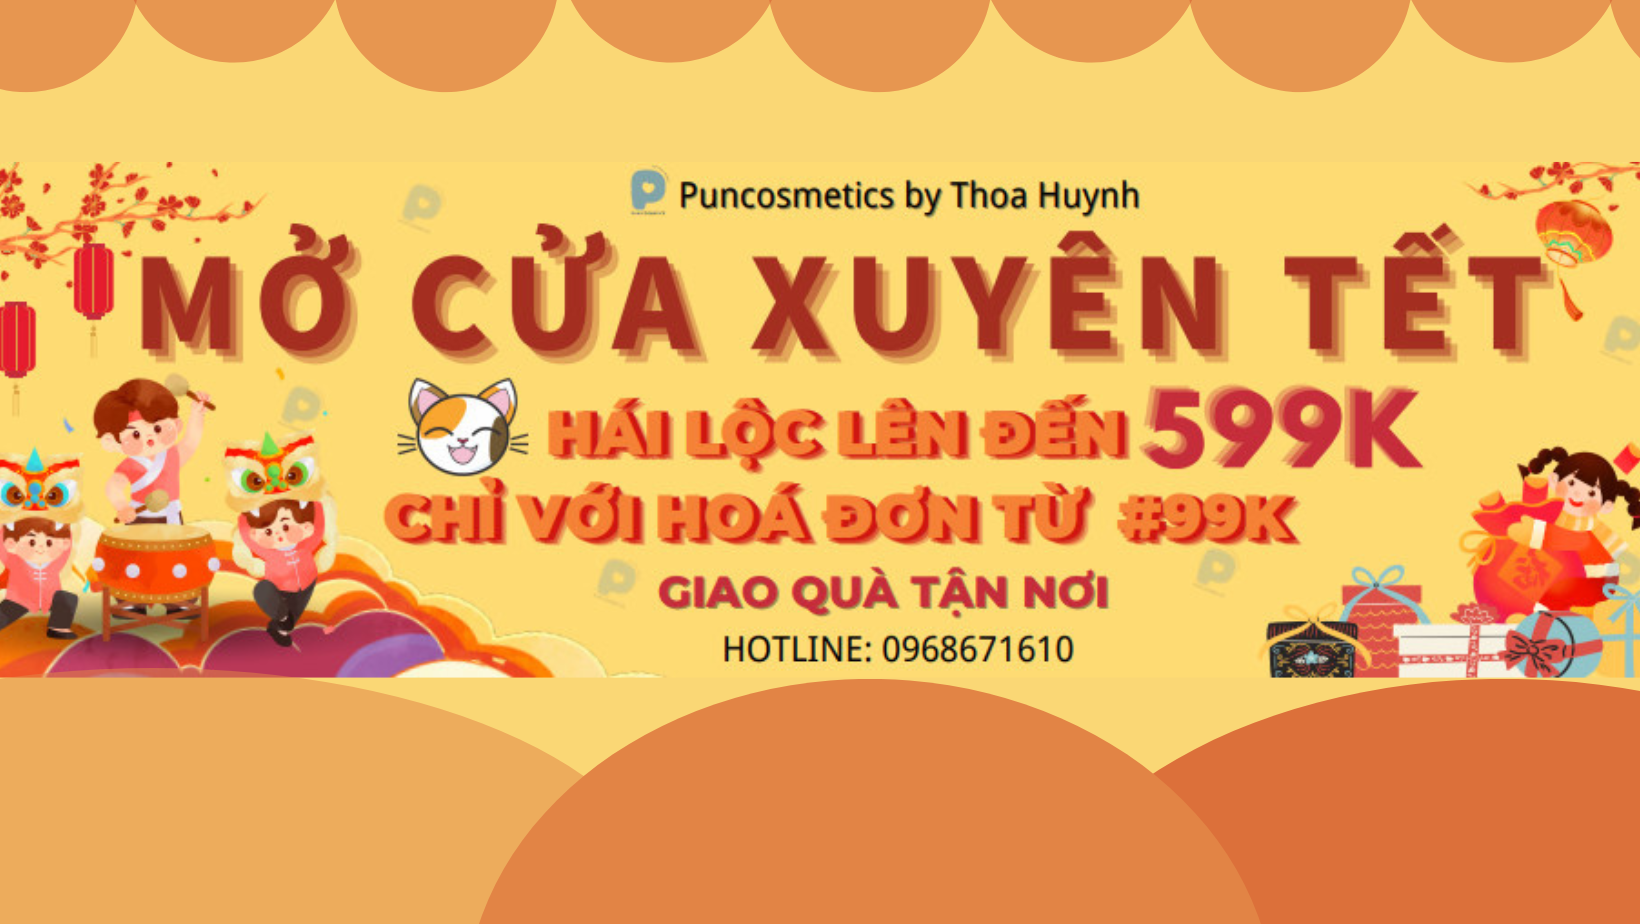 Puncosmetics by Thoa Huynh
MỞ CỬA XUYÊN TẾT
HÁI LỘC LÊN ĐẾN 599K
CHỈ VỚI HOÁ ĐƠN TỪ #99K
GIAO QUÀ TẬN NƠI
HOTLINE: 0968671610